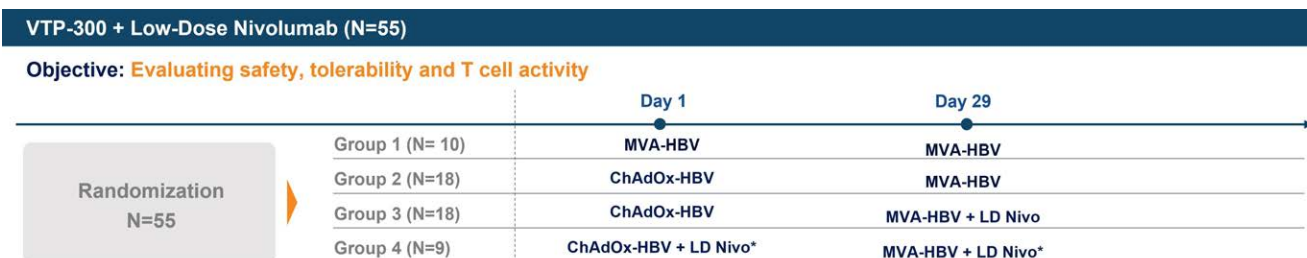 VTP-300 + Low-Dose Nivolumab (N=55)
Objective: Evaluating safety, tolerability and T cell activity
Day 1 Day 29
Randomization
N=55
Group 1 (N= 10) MVA-HBV MVA-HBV
Group 2 (N=18) ChAdOx-HBV MVA-HBV
Group 3 (N=18) ChAdOx-HBV MVA-HBV + LD Nivo
Group 4 (N=9) ChAdOx-HBV + LD Nivo* MVA-HBV + LD Nivo*